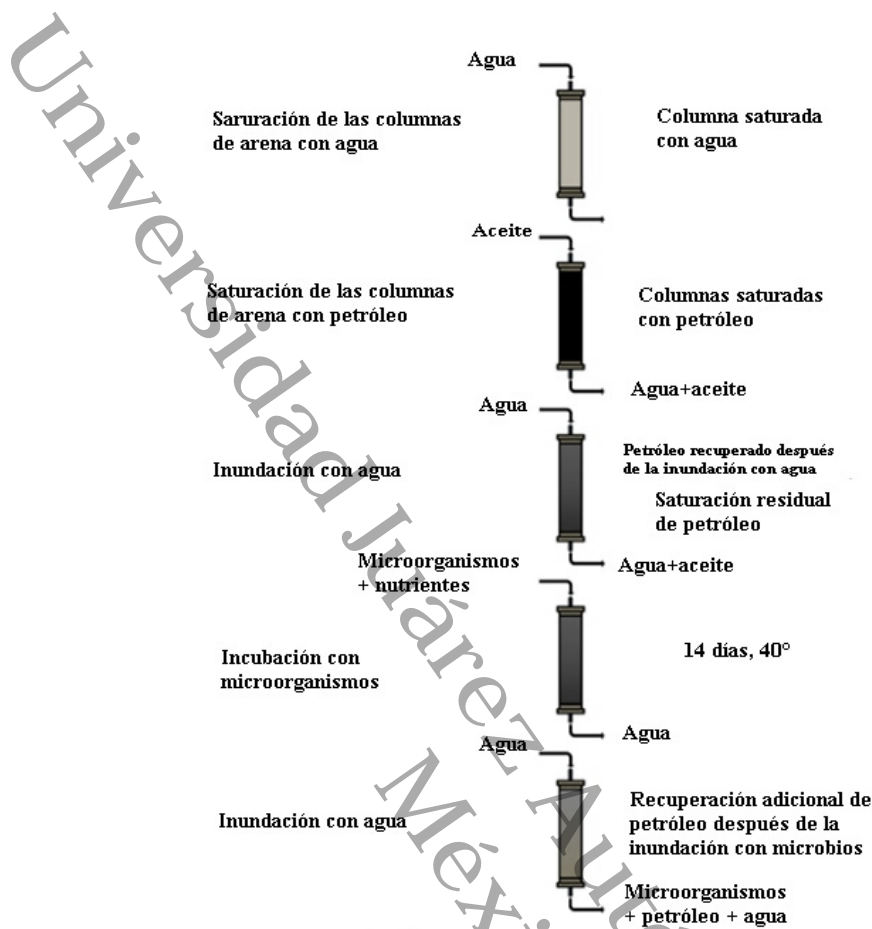 Agua
Saruración de las columnas
de arena con agua
Columna saturada
con agua
Aceite
Saturación de las columnas
de arena con petróleo
Columnas saturadas
con petróleo
Agua+aceite
Agua
Inundación con agua
Petróleo recuperado después
de la inundación con agua
Saturación residual
de petróleo
Agua+aceite
Microorganismos
+ nutrientes
Incubación con
microorganismos
14 días, 40°
Agua
Agua
Inundación con agua
Recuperación adicional de
petróleo después de la
inundación con microbios
Microorganismos
+ petróleo + agua
Universidad Juárez